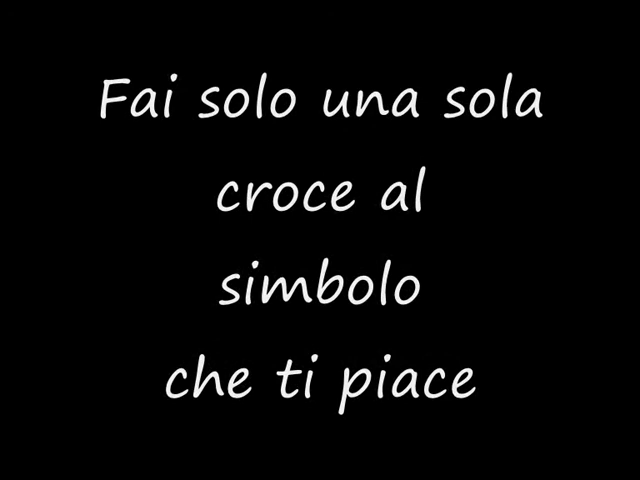 Fai solo una sola
croce al
simbolo
che ti piace